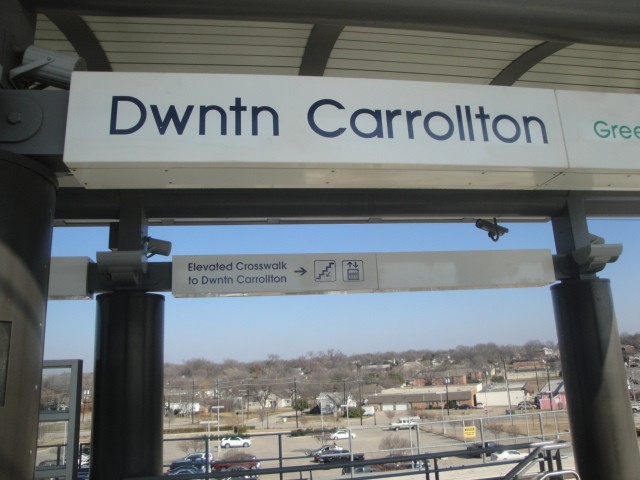 Dwntn Carrollton
Gree
Elevated Crosswalk →
to Dwntn Carrollton